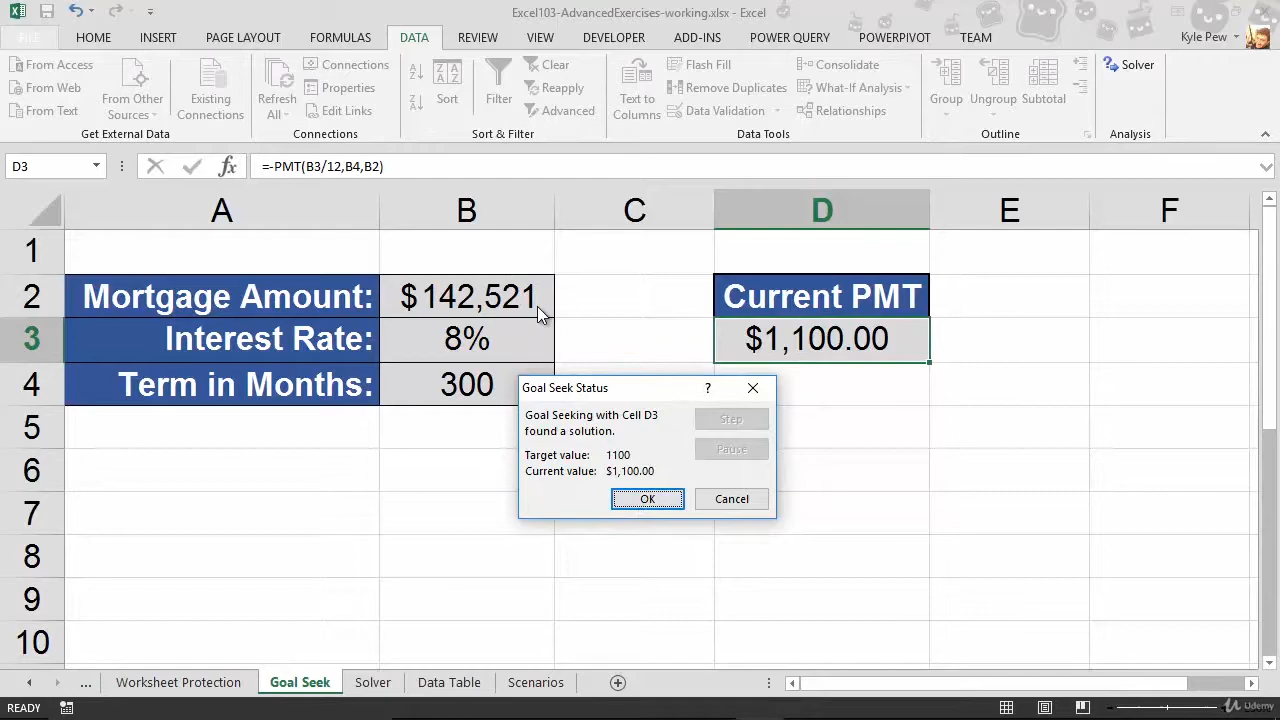 Excel103-AdvancedExercises-working.xlsx - Excel
FILE HOME INSERT PAGE LAYOUT FORMULAS DATA REVIEW VIEW DEVELOPER ADD-INS POWER QUERY POWERPIVOT TEAM Kyle Pew
From Access
From Web
From Text
From Other Sources
Existing Connections
Get External Data
Refresh All
Connections
Properties
Edit Links
Connections
Sort
Filter
Clear
Reapply
Advanced
Sort & Filter
Text to Columns
Flash Fill
Remove Duplicates
Data Validation
Consolidate
What-If Analysis
Relationships
Data Tools
Group
Ungroup
Subtotal
Outline
Solver
Analysis
D3 fx =-PMT(B3/12,B4,B2)
A B C D E F
1
2 Mortgage Amount: $142,521 Current PMT
3 Interest Rate: 8% $1,100.00
4 Term in Months: 300
5
6
7
8
9
10
Goal Seek Status ?
Goal Seeking with Cell D3
found a solution.
Target value: 1100
Current value: $1,100.00
Step
Pause
OK Cancel
... Worksheet Protection Goal Seek Solver Data Table Scenarios
READY
Udemy